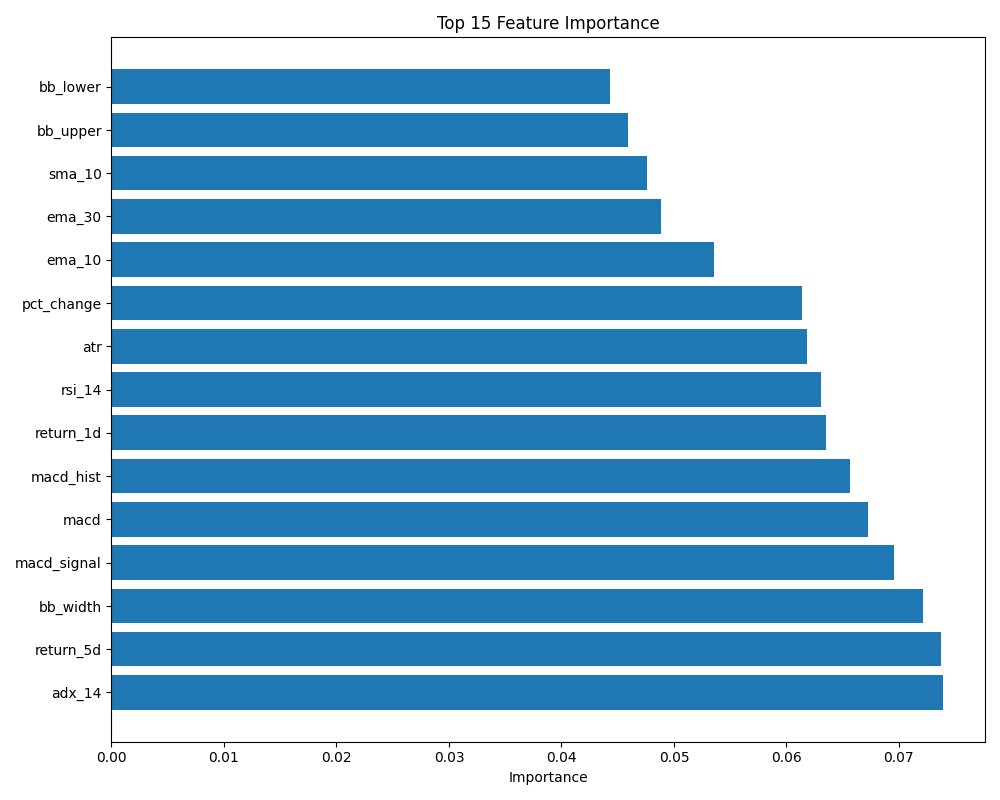 Top 15 Feature Importance
bb_lower
bb_upper
sma_10
ema_30
ema_10
pct_change
atr
rsi_14
return_1d
macd_hist
macd
macd_signal
bb_width
return_5d
adx_14
0.00 0.01 0.02 0.03 0.04 0.05 0.06 0.07
Importance